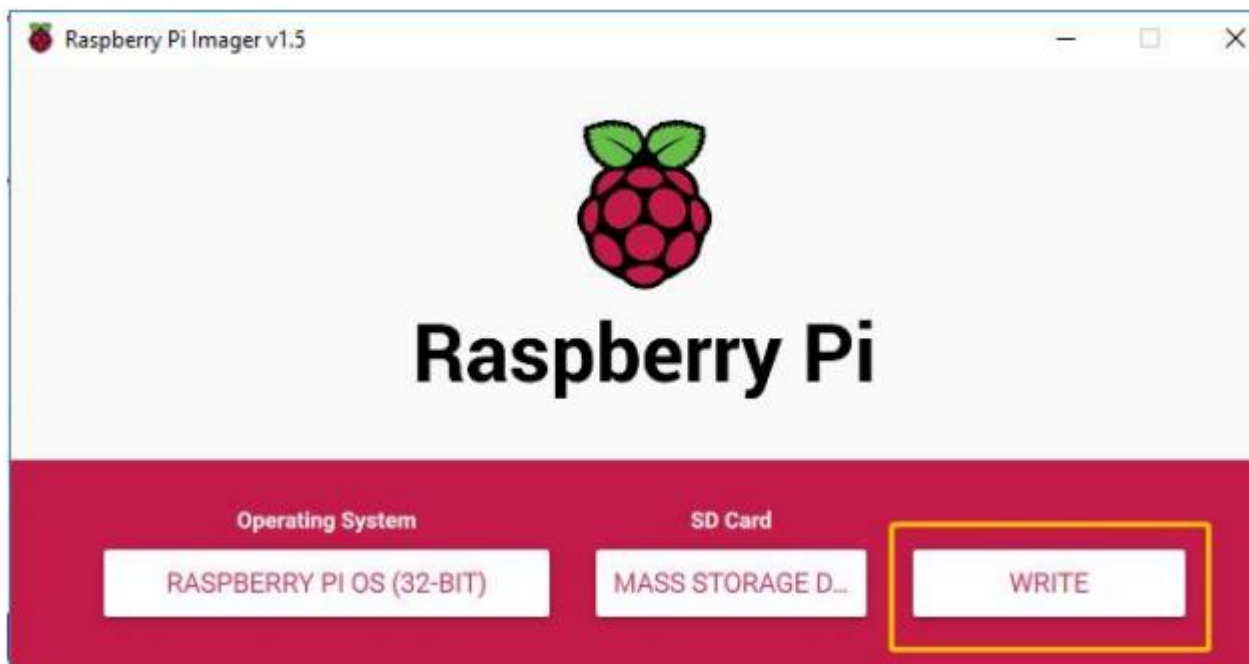 Raspberry Pi Imager v1.5
Raspberry Pi
Operating System
SD Card
RASPBERRY PI OS (32-BIT)
MASS STORAGE D...
WRITE